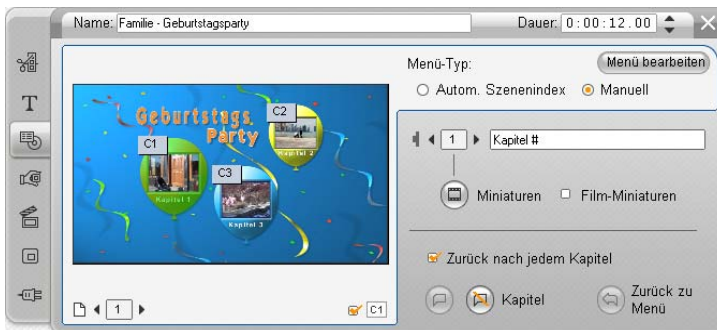 Name: Familie - Geburtstagsparty
Dauer: 0:00:12.00
Menü-Typ:
Menü bearbeiten
Autom. Szenenindex
Manuell
Geburtstags
Party
C1
C2
C3
Kapitel 1
Kapitel 2
Kapitel 3
T
1
Kapitel #
Miniaturen
Film-Miniaturen
Zurück nach jedem Kapitel
Kapitel
Zurück zu
Menü
1
C1